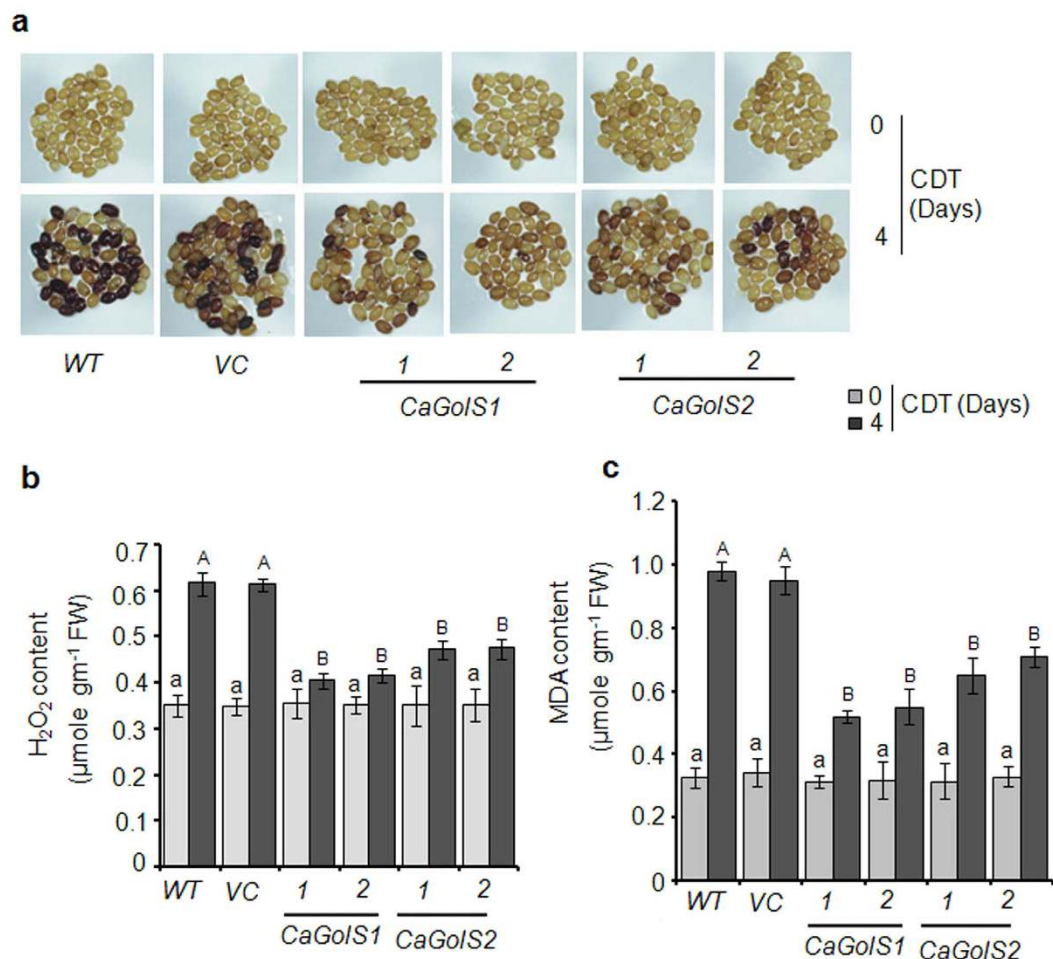 a
0
CDT
(Days)
4
WT VC 1 2 1 2
CaGolS1 CaGolS2
0
4
CDT (Days)
b
H₂O₂ content
(µmole gm⁻¹ FW)
0.7
0.6
0.5
0.4
0.3
0.2
0.1
0
A A B B B B
a a a a a a
WT VC 1 2 1 2
CaGolS1 CaGolS2
c
MDA content
(µmole gm⁻¹ FW)
1.2
1.0
0.8
0.6
0.4
0.2
0
A A B B B B
a a a a a a
WT VC 1 2 1 2
CaGolS1 CaGolS2